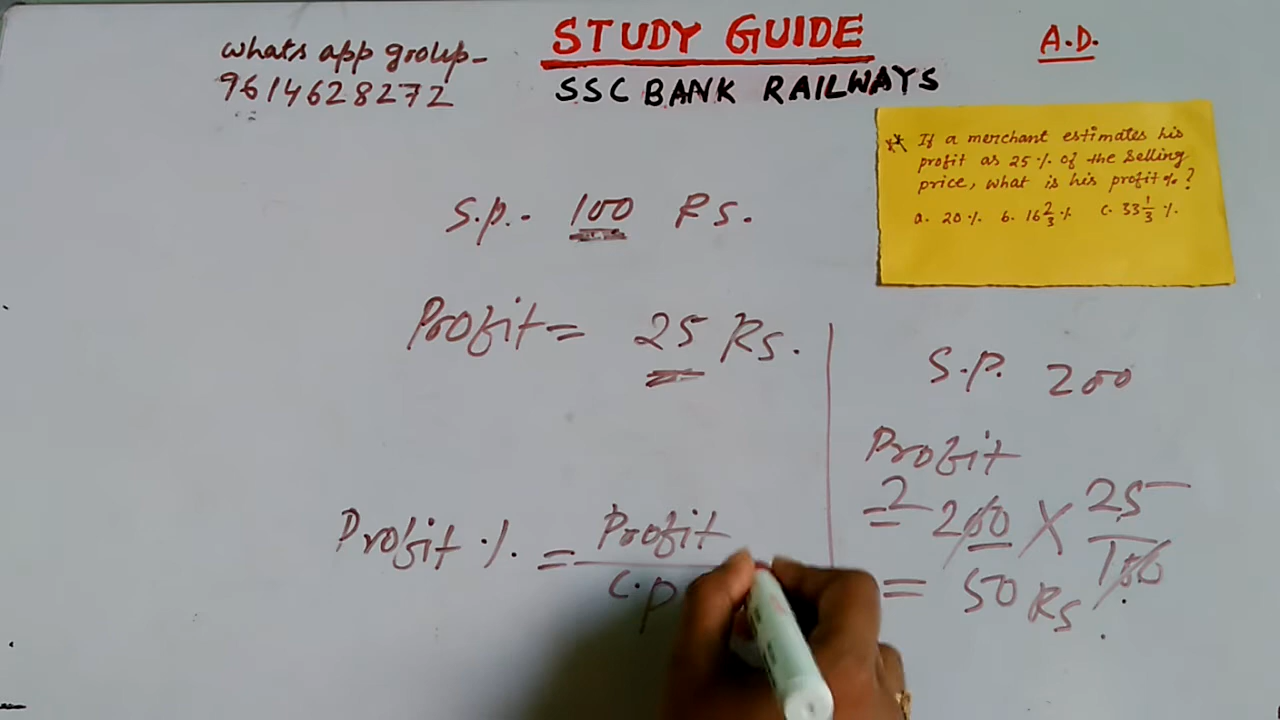 whats app group-
9614628272
STUDY GUIDE
SSC BANK RAILWAYS
A.D.
** If a merchant estimates his
profit as 25 % of the selling
price, what is his profit %?
a. 20 % b. 16 2/3 % c. 33 1/3 %.
S.P.- 100 Rs.
Profit = 25 Rs.
Profit % = Profit
C.P
S.P. 200
Profit
= 2 200 X 25
100
= 50 Rs